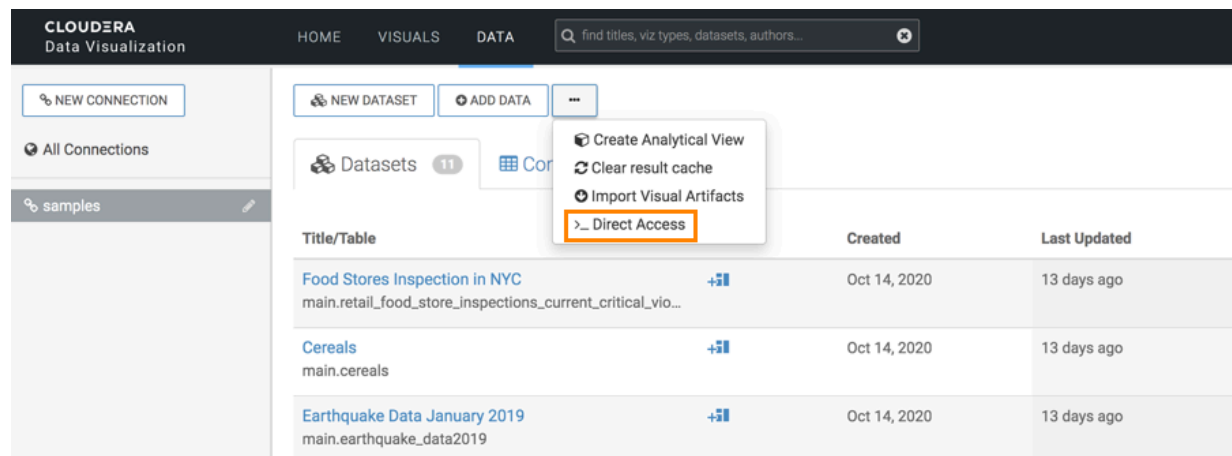 CLOUDERA
Data Visualization
HOME VISUALS DATA find titles, viz types, datasets, authors...
NEW CONNECTION
NEW DATASET ADD DATA ...
All Connections
samples
Datasets 11
Create Analytical View
Clear result cache
Import Visual Artifacts
>_ Direct Access
Title/Table Created Last Updated
Food Stores Inspection in NYC Oct 14, 2020 13 days ago
main.retail_food_store_inspections_current_critical_vio...
Cereals Oct 14, 2020 13 days ago
main.cereals
Earthquake Data January 2019 Oct 14, 2020 13 days ago
main.earthquake_data2019